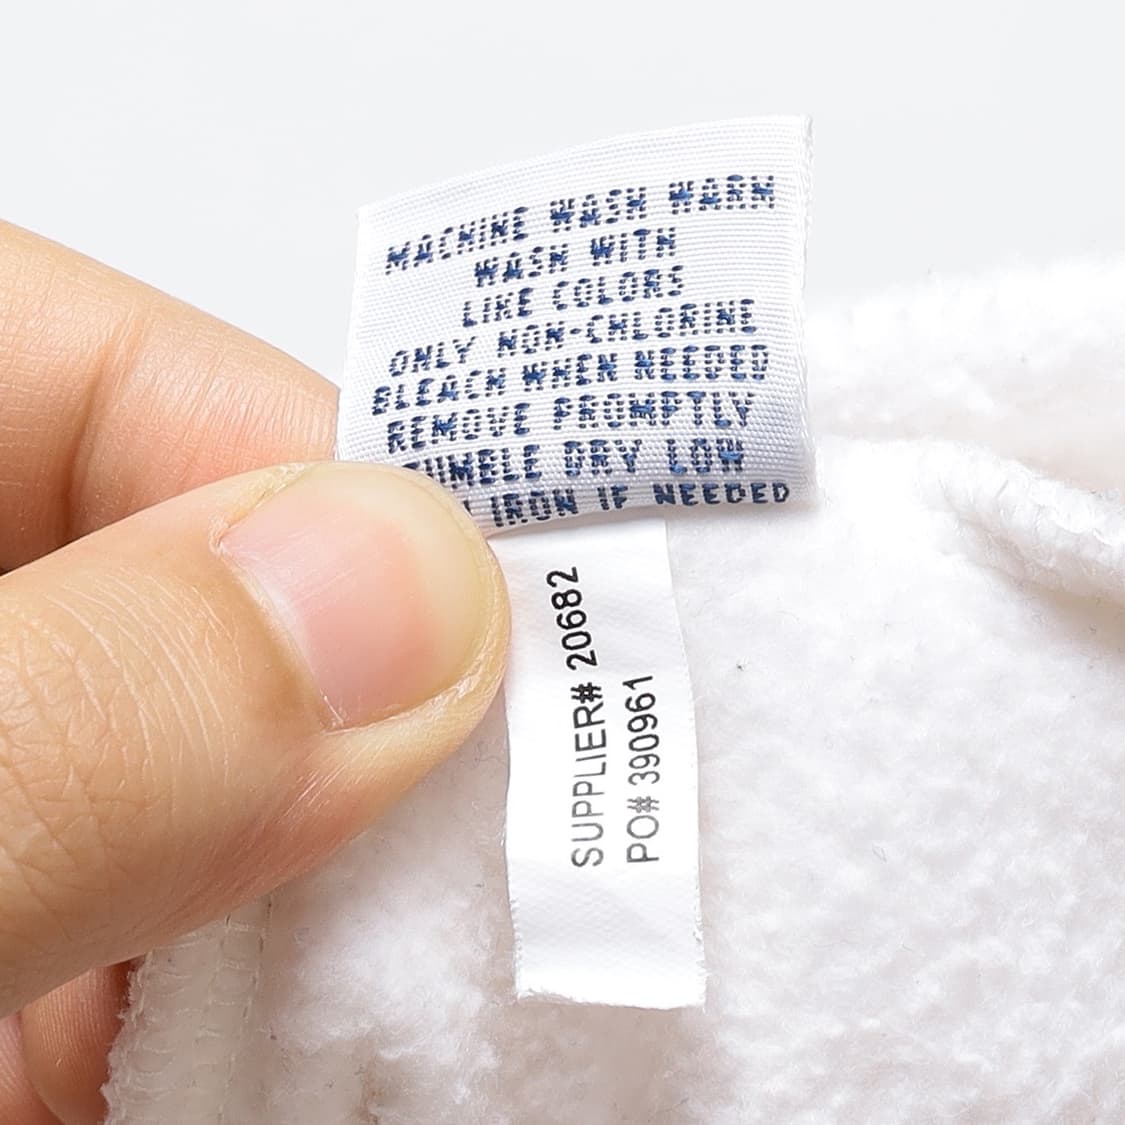 MACHINE WASH WARM
WASH WITH
LIKE COLORS
ONLY NON-CHLORINE
BLEACH WHEN NEEDED
REMOVE PROMPTLY
TUMBLE DRY LOW
IRON IF NEEDED
SUPPLIER# 20682
PO# 390961